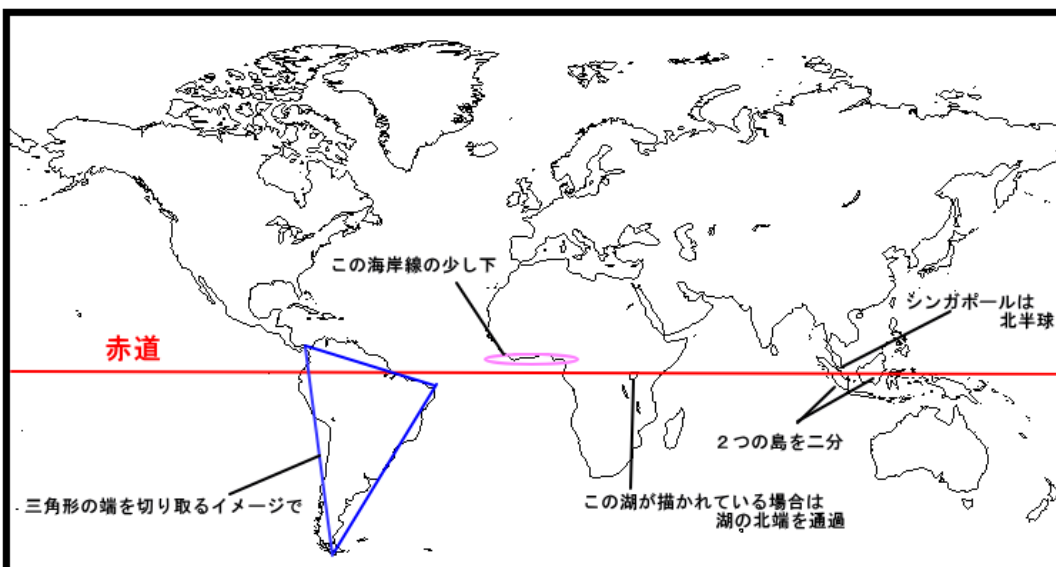 この海岸線の少し下
シンガポールは
北半球
赤道
２つの島を二分
三角形の端を切り取るイメージで
この湖が描かれている場合は
湖の北端を通過